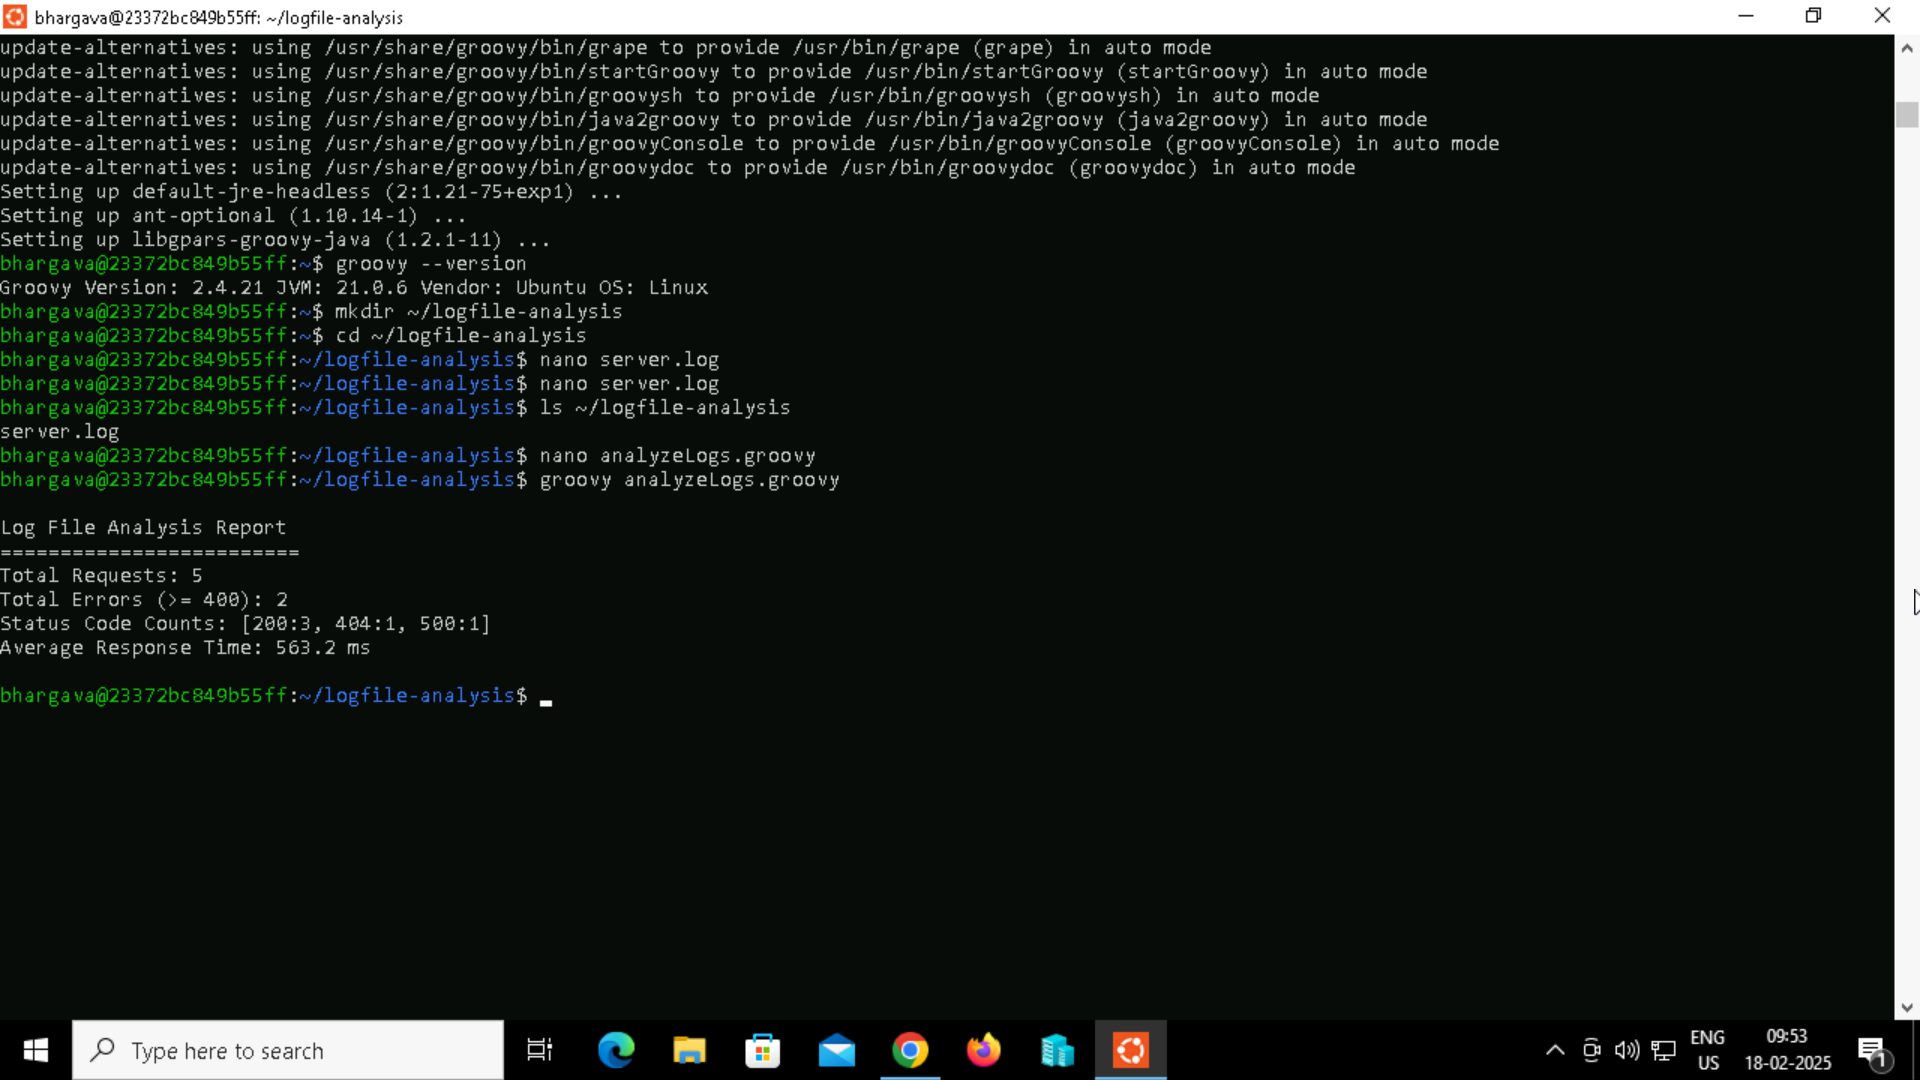 bhargava@23372bc849b55ff: ~/logfile-analysis
update-alternatives: using /usr/share/groovy/bin/grape to provide /usr/bin/grape (grape) in auto mode
update-alternatives: using /usr/share/groovy/bin/startGroovy to provide /usr/bin/startGroovy (startGroovy) in auto mode
update-alternatives: using /usr/share/groovy/bin/groovysh to provide /usr/bin/groovysh (groovysh) in auto mode
update-alternatives: using /usr/share/groovy/bin/java2groovy to provide /usr/bin/java2groovy (java2groovy) in auto mode
update-alternatives: using /usr/share/groovy/bin/groovyConsole to provide /usr/bin/groovyConsole (groovyConsole) in auto mode
update-alternatives: using /usr/share/groovy/bin/groovydoc to provide /usr/bin/groovydoc (groovydoc) in auto mode
Setting up default-jre-headless (2:1.21-75+exp1) ...
Setting up ant-optional (1.10.14-1) ...
Setting up libgpars-groovy-java (1.2.1-11) ...
bhargava@23372bc849b55ff:~$ groovy --version
Groovy Version: 2.4.21 JVM: 21.0.6 Vendor: Ubuntu OS: Linux
bhargava@23372bc849b55ff:~$ mkdir ~/logfile-analysis
bhargava@23372bc849b55ff:~$ cd ~/logfile-analysis
bhargava@23372bc849b55ff:~/logfile-analysis$ nano server.log
bhargava@23372bc849b55ff:~/logfile-analysis$ nano server.log
bhargava@23372bc849b55ff:~/logfile-analysis$ ls ~/logfile-analysis
server.log
bhargava@23372bc849b55ff:~/logfile-analysis$ nano analyzeLogs.groovy
bhargava@23372bc849b55ff:~/logfile-analysis$ groovy analyzeLogs.groovy
Log File Analysis Report
=========================
Total Requests: 5
Total Errors (>= 400): 2
Status Code Counts: [200:3, 404:1, 500:1]
Average Response Time: 563.2 ms
bhargava@23372bc849b55ff:~/logfile-analysis$
Type here to search
ENG
US
09:53
18-02-2025
1